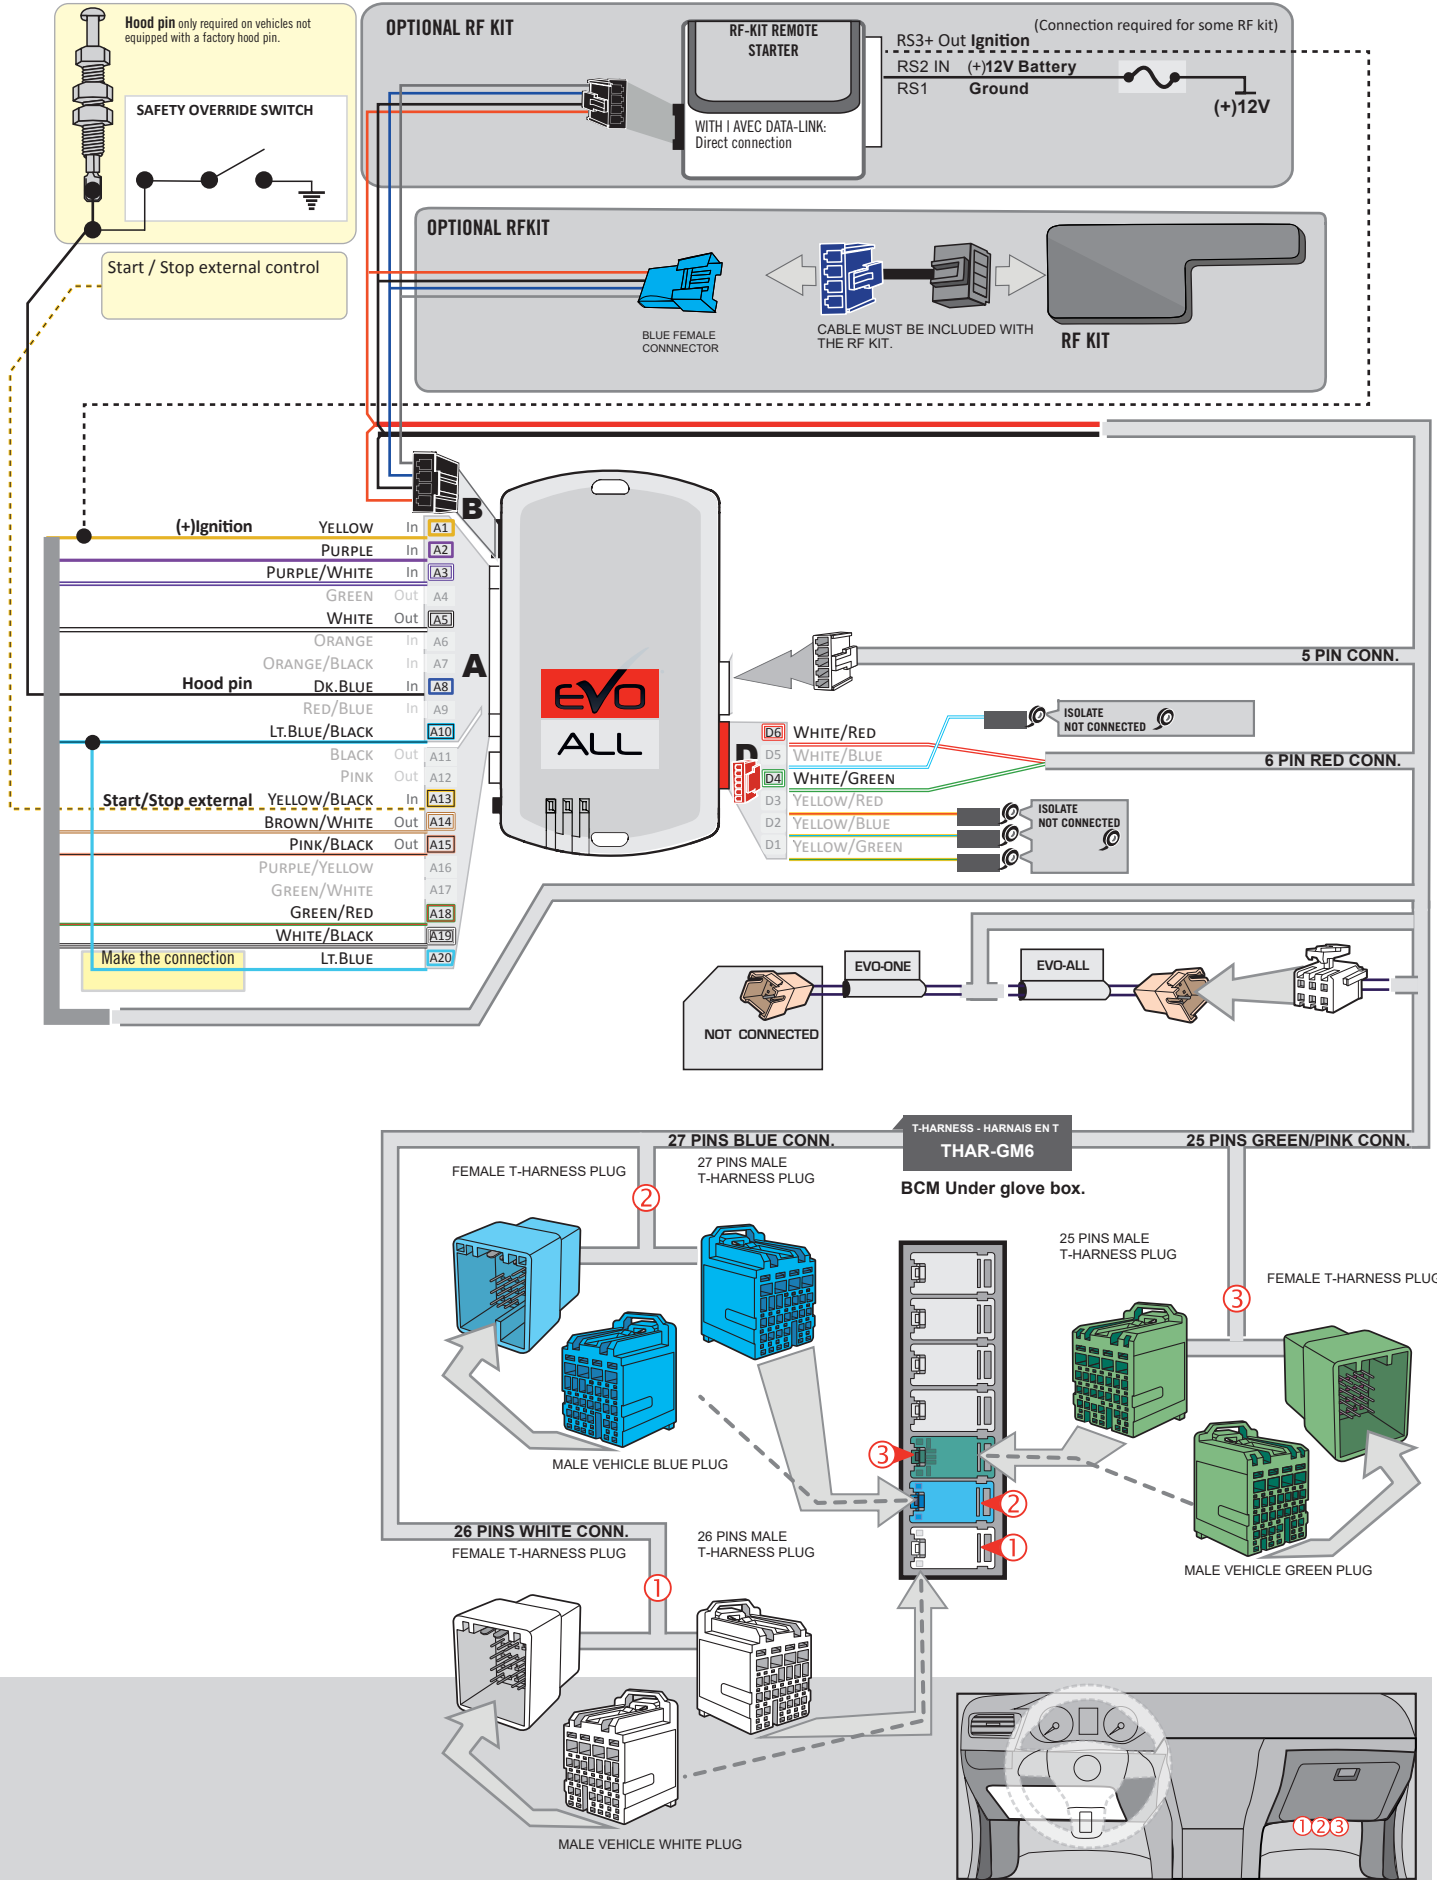 Hood pin only required on vehicles not
equipped with a factory hood pin.
SAFETY OVERRIDE SWITCH
Start / Stop external control
OPTIONAL RF KIT
RF-KIT REMOTE
STARTER
WITH | AVEC DATA-LINK:
Direct connection
(Connection required for some RF kit)
RS3+ Out Ignition
RS2 IN (+)12V Battery
RS1 Ground
(+)12V
OPTIONAL RFKIT
BLUE FEMALE
CONNNECTOR
CABLE MUST BE INCLUDED WITH
THE RF KIT.
RF KIT
B
A
D
(+)Ignition YELLOW In A1
PURPLE In A2
PURPLE/WHITE In A3
GREEN Out A4
WHITE Out A5
ORANGE In A6
ORANGE/BLACK In A7
Hood pin DK.BLUE In A8
RED/BLUE In A9
LT.BLUE/BLACK A10
BLACK Out A11
PINK Out A12
Start/Stop external YELLOW/BLACK In A13
BROWN/WHITE Out A14
PINK/BLACK Out A15
PURPLE/YELLOW A16
GREEN/WHITE A17
GREEN/RED A18
WHITE/BLACK A19
Make the connection LT.BLUE A20
EVO
ALL
5 PIN CONN.
D6 WHITE/RED
D5 WHITE/BLUE
D4 WHITE/GREEN
D3 YELLOW/RED
D2 YELLOW/BLUE
D1 YELLOW/GREEN
ISOLATE
NOT CONNECTED
6 PIN RED CONN.
ISOLATE
NOT CONNECTED
EVO-ONE
EVO-ALL
NOT CONNECTED
T-HARNESS - HARNAIS EN T
THAR-GM6
27 PINS BLUE CONN.
25 PINS GREEN/PINK CONN.
BCM Under glove box.
FEMALE T-HARNESS PLUG
27 PINS MALE
T-HARNESS PLUG
2
25 PINS MALE
T-HARNESS PLUG
FEMALE T-HARNESS PLUG
3
MALE VEHICLE BLUE PLUG
3
2
1
26 PINS WHITE CONN.
FEMALE T-HARNESS PLUG
26 PINS MALE
T-HARNESS PLUG
1
MALE VEHICLE GREEN PLUG
MALE VEHICLE WHITE PLUG
1 2 3